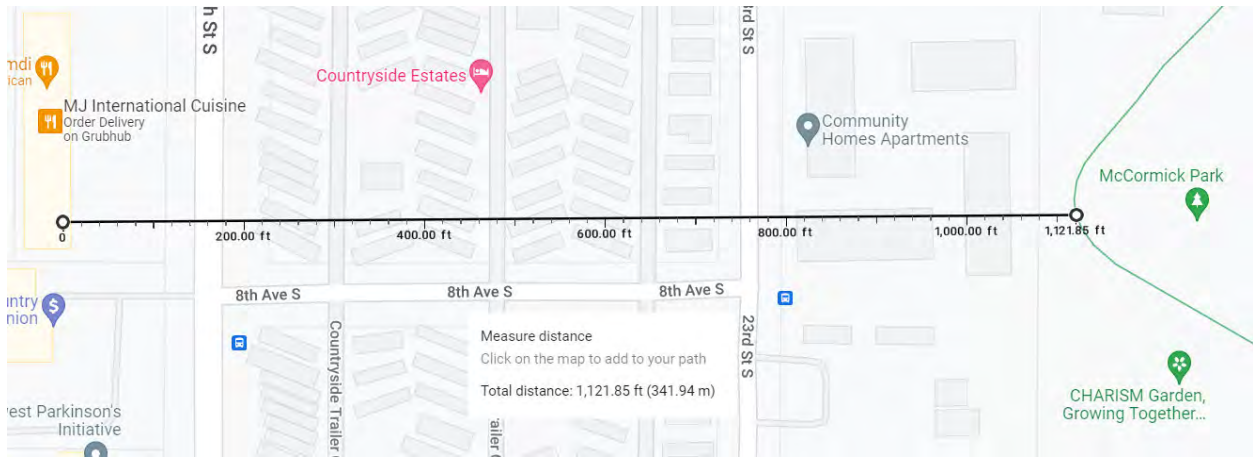 h St S
rd St S
mdi
ican
Countryside Estates
MJ International Cuisine
Order Delivery
on Grubhub
Community
Homes Apartments
McCormick Park
0
200.00 ft
400.00 ft
600.00 ft
800.00 ft
1,000.00 ft
1,121.85 ft
8th Ave S
8th Ave S
8th Ave S
untry
nion
Countryside Trailer C
railer C
23rd St S
Measure distance
Click on the map to add to your path
Total distance: 1,121.85 ft (341.94 m)
CHARISM Garden,
Growing Together...
est Parkinson's
Initiative